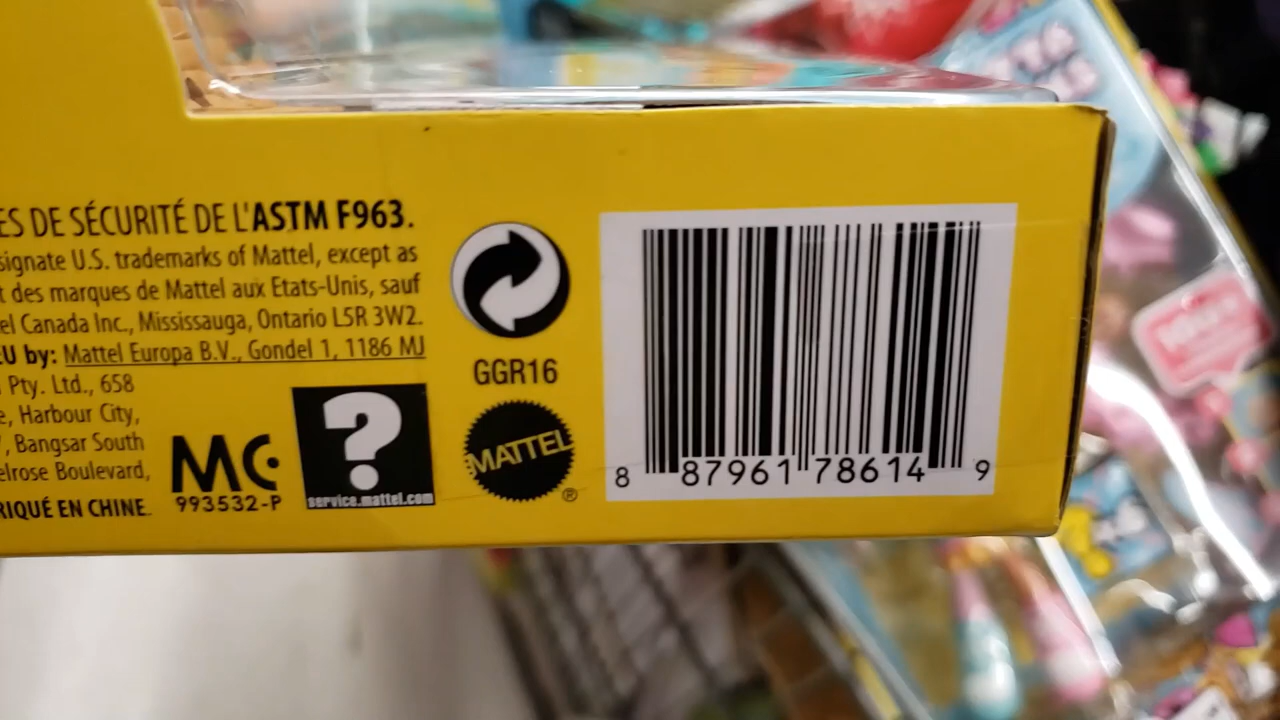 ES DE SÉCURITÉ DE L'ASTM F963.
signate U.S. trademarks of Mattel, except as
t des marques de Mattel aux Etats-Unis, sauf
el Canada Inc., Mississauga, Ontario L5R 3W2.
EU by: Mattel Europa B.V., Gondel 1, 1186 MJ
Pty. Ltd., 658
e, Harbour City,
, Bangsar South
elrose Boulevard,
RIQUÉ EN CHINE.
MC
993532-P
?
service.mattel.com
GGR16
MATTEL
®
8 87961 78614 9